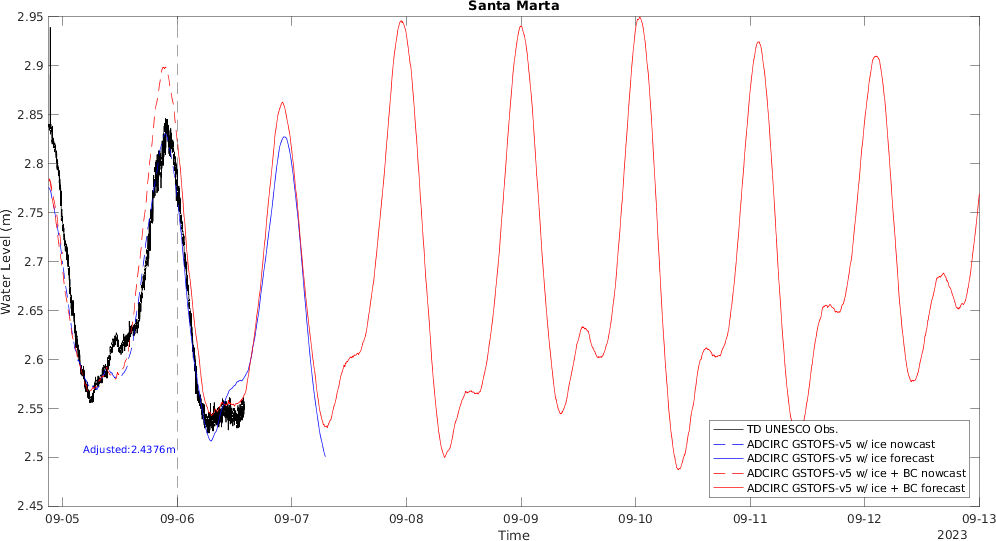 Santa Marta
2.95
2.9
2.85
2.8
2.75
2.7
2.65
2.6
2.55
2.5
2.45
Water Level (m)
Adjusted:2.4376m
TD UNESCO Obs.
ADCIRC GSTOFS-v5 w/ ice nowcast
ADCIRC GSTOFS-v5 w/ ice forecast
ADCIRC GSTOFS-v5 w/ ice + BC nowcast
ADCIRC GSTOFS-v5 w/ ice + BC forecast
09-05 09-06 09-07 09-08 09-09 09-10 09-11 09-12 09-13
Time
2023